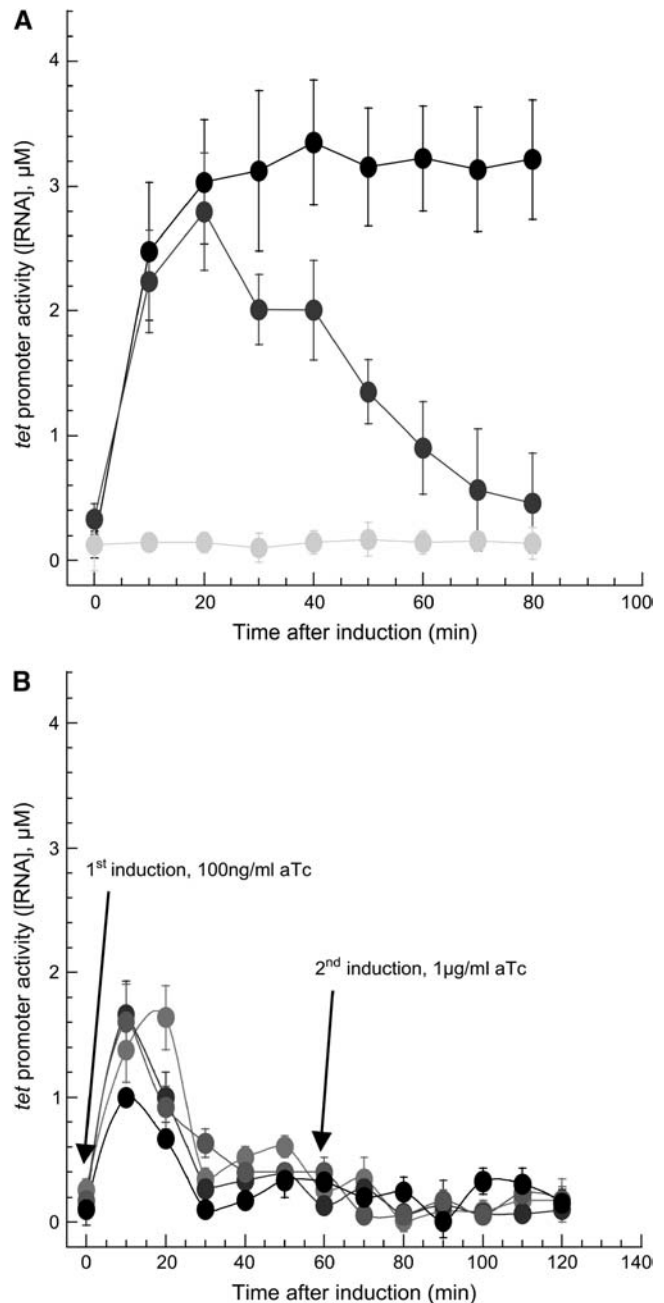 A
4
3
2
1
0
tet promoter activity ([RNA], µM)
0 20 40 60 80 100
Time after induction (min)
B
4
3
2
1
0
tet promoter activity ([RNA], µM)
1st induction, 100ng/ml aTc
2nd induction, 1µg/ml aTc
0 20 40 60 80 100 120 140
Time after induction (min)